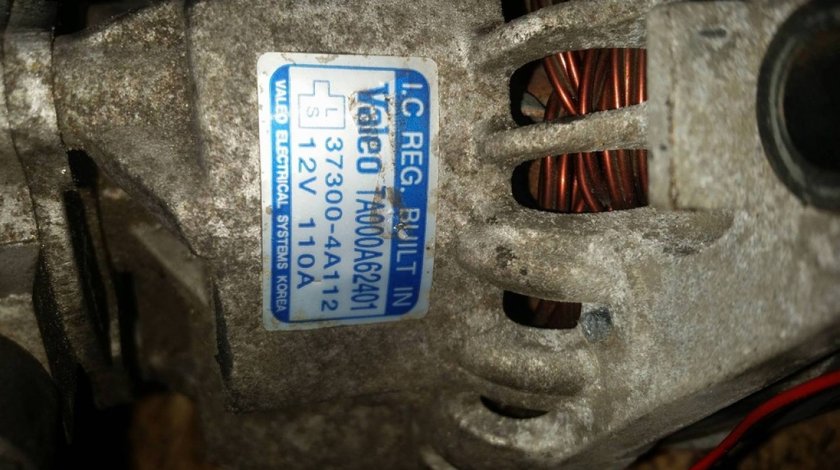 I.C REG. BUILT IN
Valeo TA000A62401
L
S
37300-4A112
12V 110A
VALEO ELECTRICAL SYSTEMS KOREA